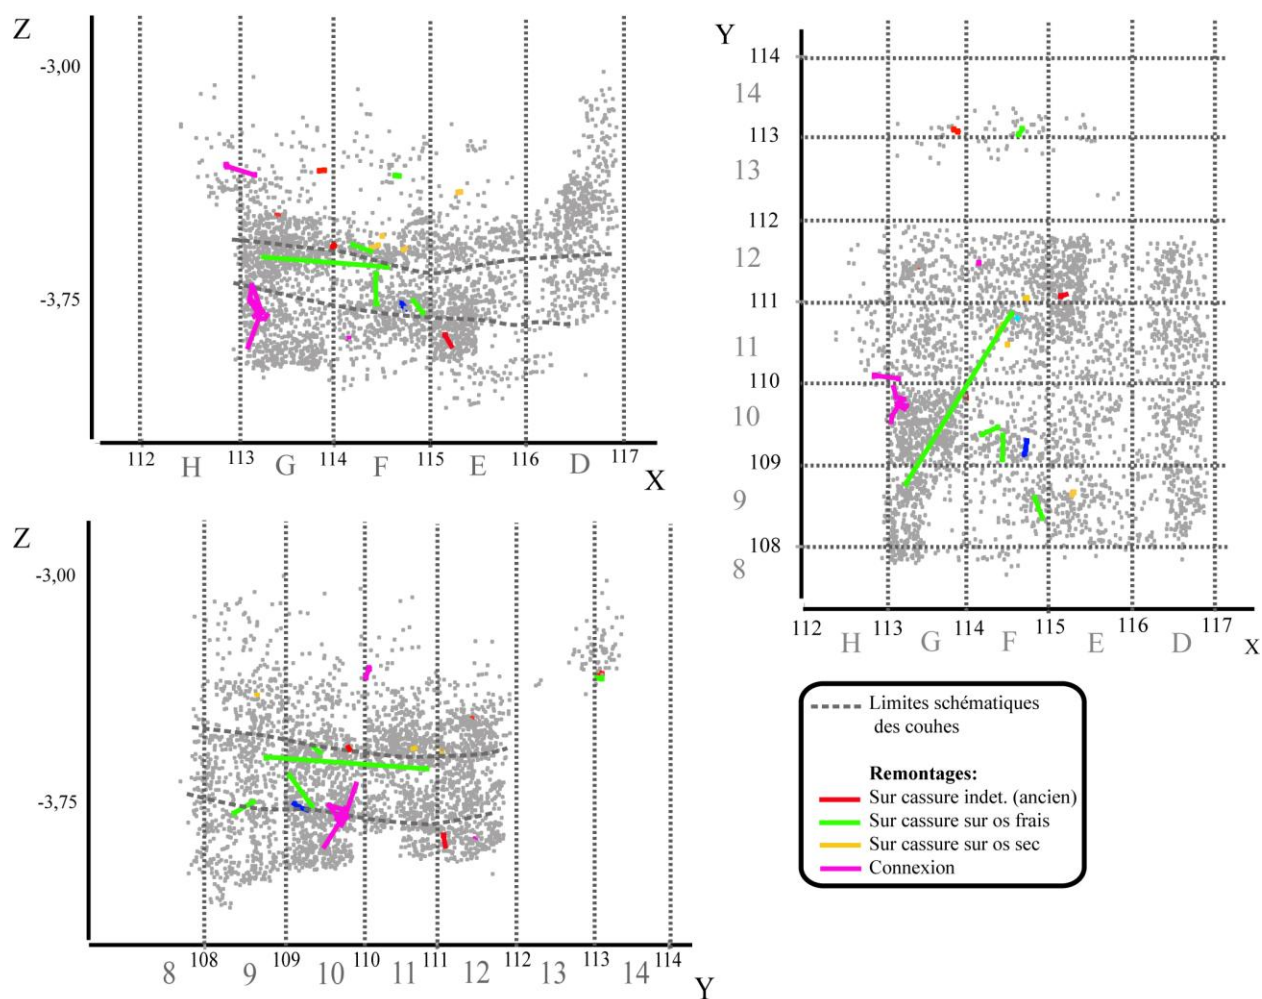 Z
-3,00
-3,75
112
113
114
115
116
117
H
G
F
E
D
X
Y
114
14
113
13
112
12
111
11
110
10
109
9
108
8
112
113
114
115
116
117
H
G
F
E
D
x
Z
-3,00
-3,75
108
109
110
111
112
113
114
8
9
10
11
12
13
14
Y
Limites schématiques
des couhes
Remontages:
Sur cassure indet. (ancien)
Sur cassure sur os frais
Sur cassure sur os sec
Connexion